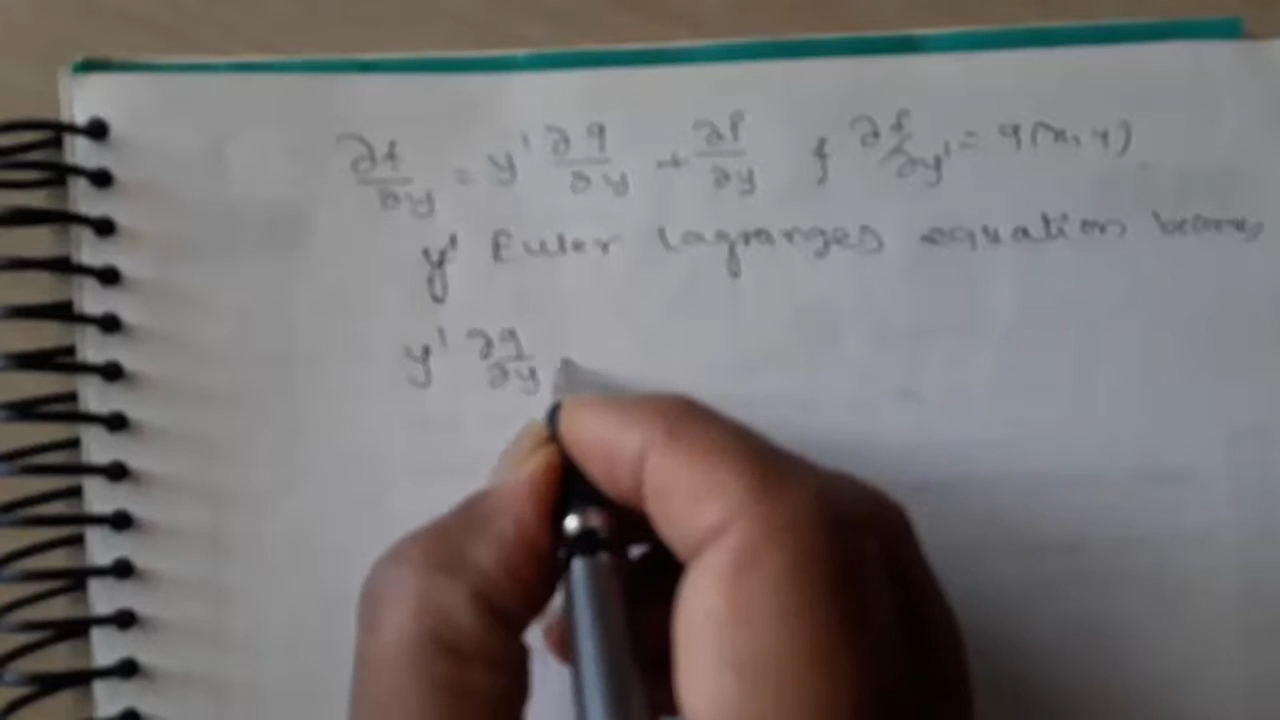 ∂f/∂y = y' ∂q/∂y + ∂p/∂y & ∂f/∂y' = q(x, y)
y' Euler lagranges equation becomes
y' ∂q/∂y